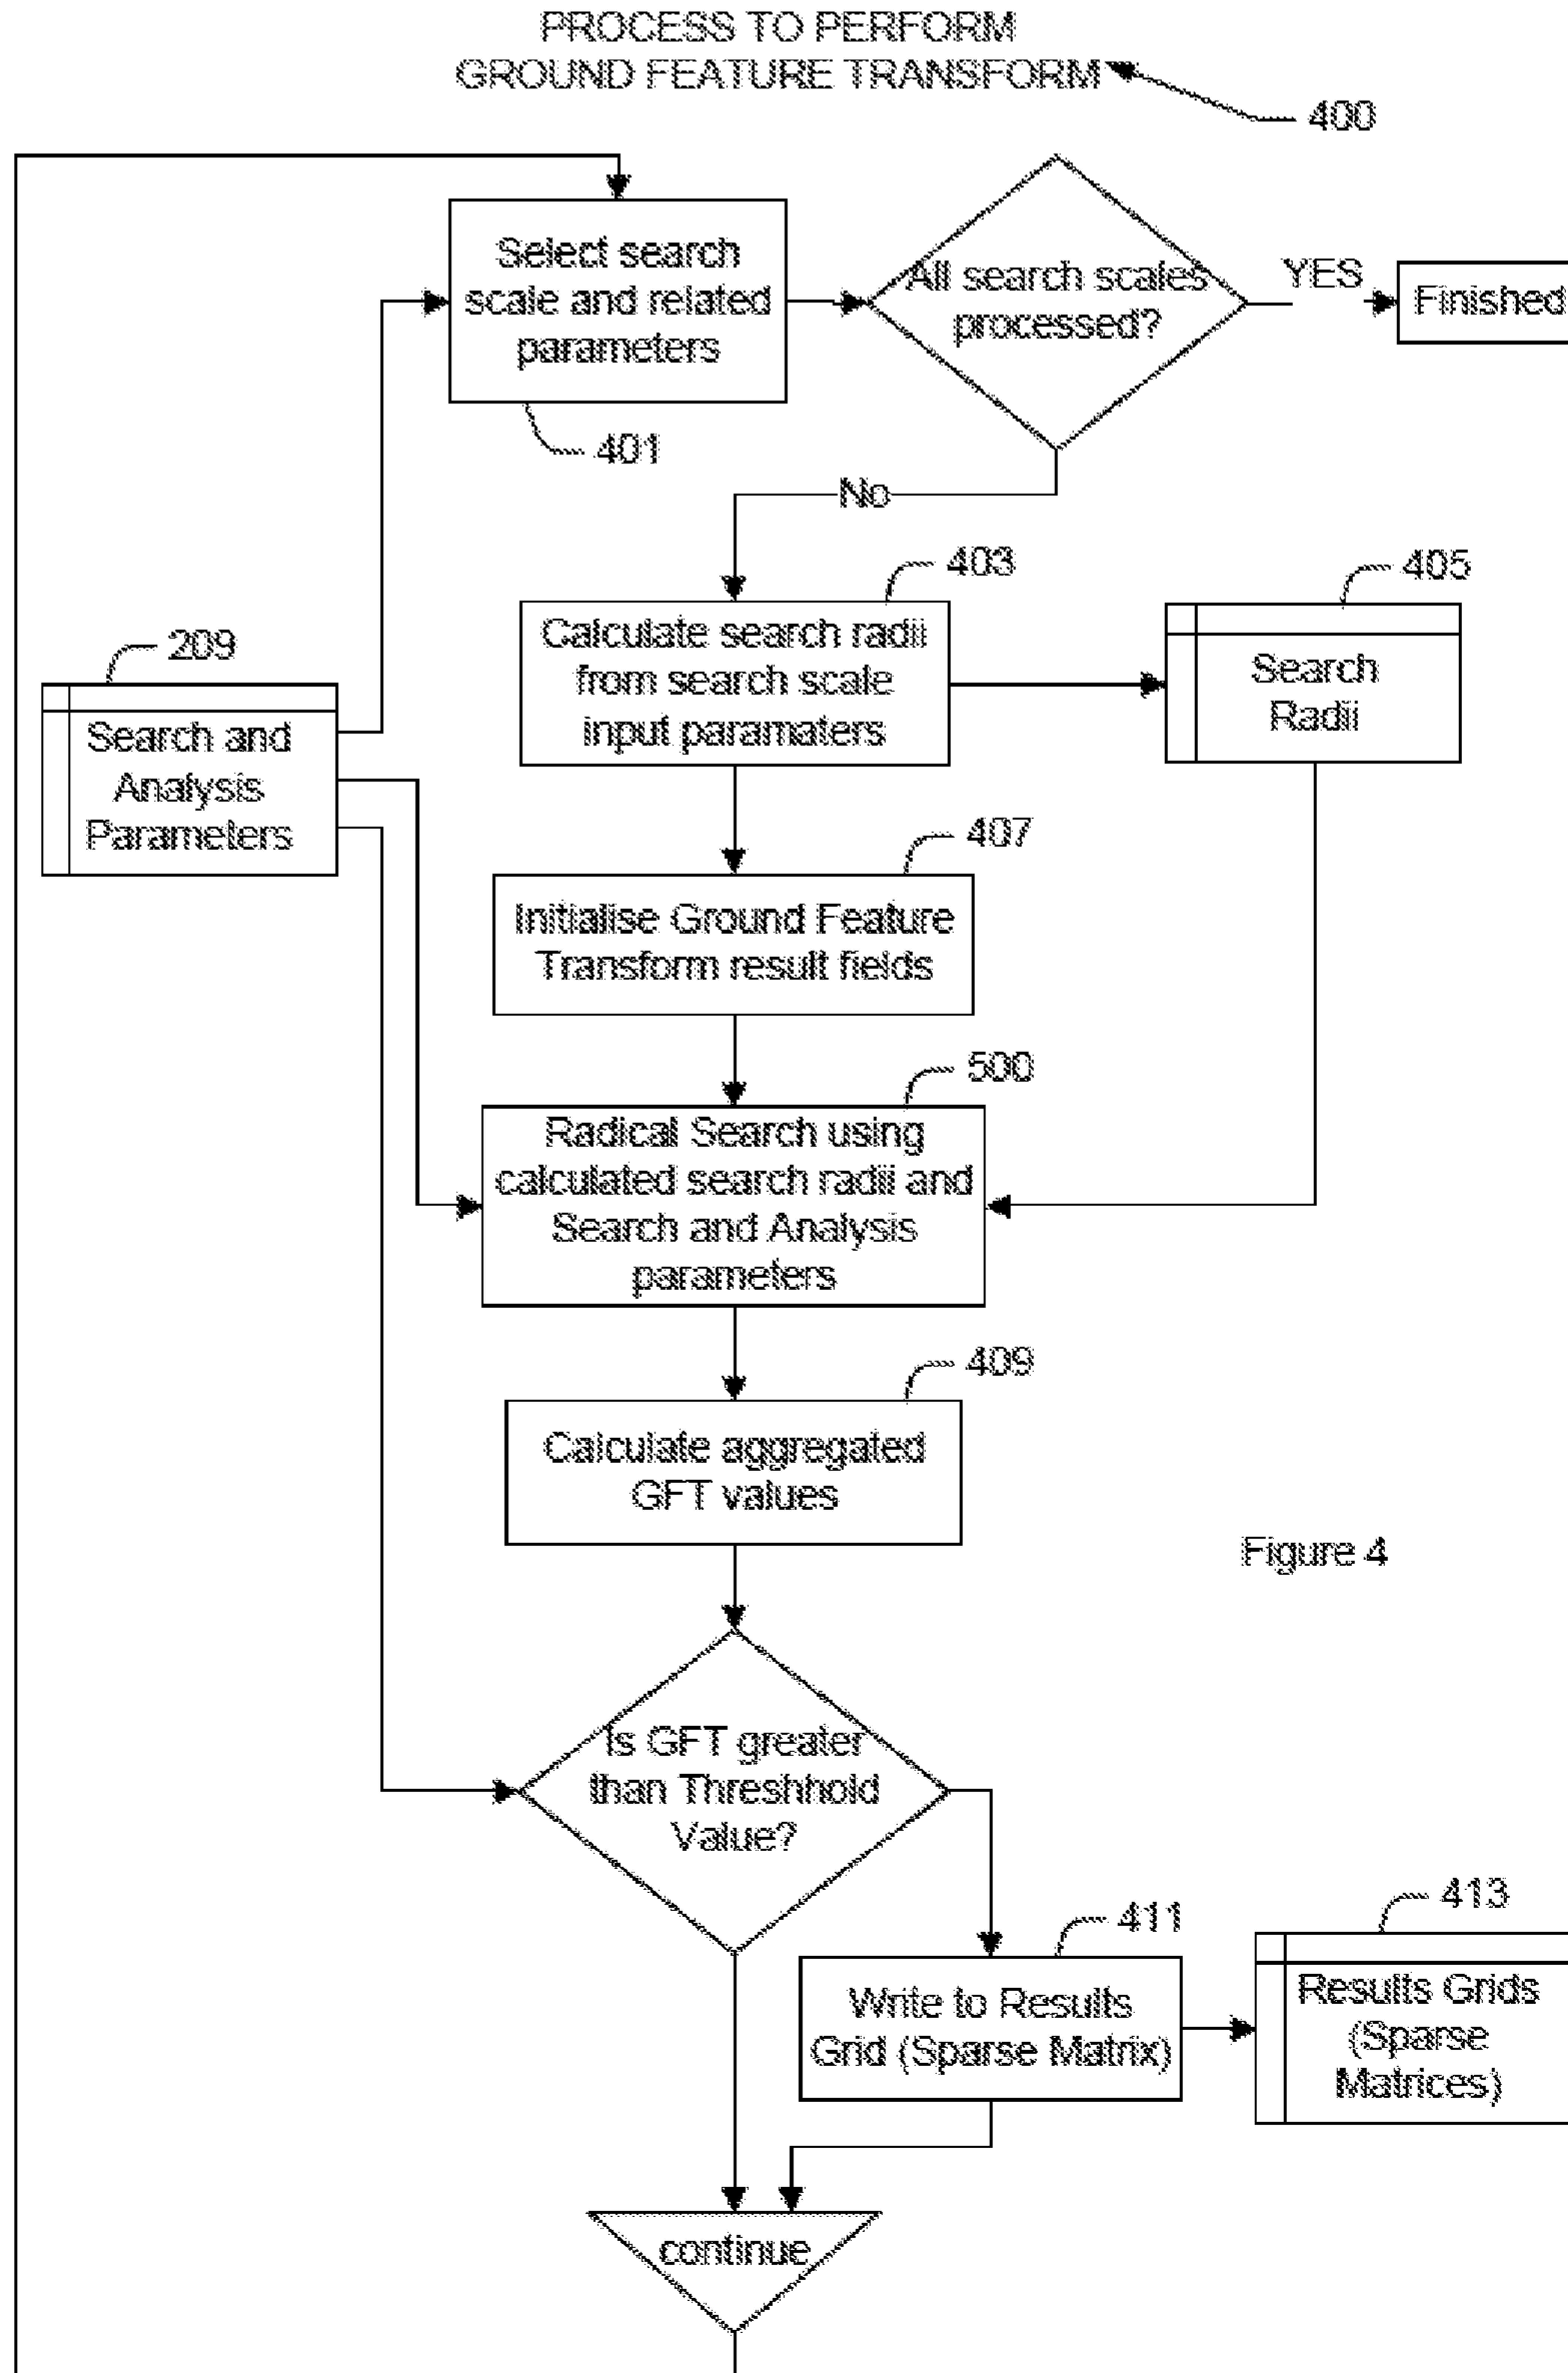 PROCESS TO PERFORM
GROUND FEATURE TRANSFORM
400
Select search
scale and related
parameters
401
All search scales
processed?
YES
Finished
No
403
Calculate search radii
from search scale
input paramaters
405
Search
Radii
209
Search and
Analysis
Parameters
407
Initialise Ground Feature
Transform result fields
500
Radical Search using
calculated search radii and
Search and Analysis
parameters
409
Calculate aggregated
GFT values
Figure 4
Is GFT greater
than Threshhold
Value?
411
Write to Results
Grid (Sparse Matrix)
413
Results Grids
(Sparse
Matrices)
continue